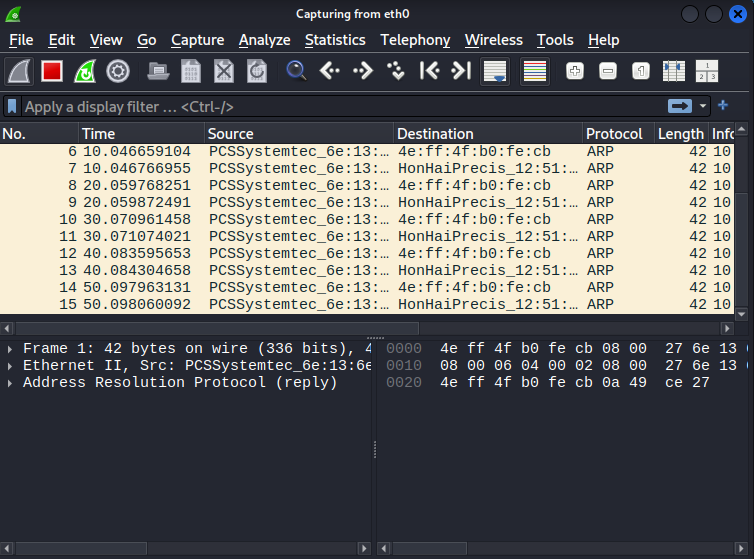 Capturing from eth0
File Edit View Go Capture Analyze Statistics Telephony Wireless Tools Help
Apply a display filter … <Ctrl-/>
No. Time Source Destination Protocol Length Info
6 10.046659104 PCSSystemtec_6e:13:… 4e:ff:4f:b0:fe:cb ARP 42 10
7 10.046766955 PCSSystemtec_6e:13:… HonHaiPrecis_12:51:… ARP 42 10
8 20.059768251 PCSSystemtec_6e:13:… 4e:ff:4f:b0:fe:cb ARP 42 10
9 20.059872491 PCSSystemtec_6e:13:… HonHaiPrecis_12:51:… ARP 42 10
10 30.070961458 PCSSystemtec_6e:13:… 4e:ff:4f:b0:fe:cb ARP 42 10
11 30.071074021 PCSSystemtec_6e:13:… HonHaiPrecis_12:51:… ARP 42 10
12 40.083595653 PCSSystemtec_6e:13:… 4e:ff:4f:b0:fe:cb ARP 42 10
13 40.084304658 PCSSystemtec_6e:13:… HonHaiPrecis_12:51:… ARP 42 10
14 50.097963131 PCSSystemtec_6e:13:… 4e:ff:4f:b0:fe:cb ARP 42 10
15 50.098060092 PCSSystemtec_6e:13:… HonHaiPrecis_12:51:… ARP 42 10
Frame 1: 42 bytes on wire (336 bits), 4
Ethernet II, Src: PCSSystemtec_6e:13:6e
Address Resolution Protocol (reply)
0000 4e ff 4f b0 fe cb 08 00 27 6e 13
0010 08 00 06 04 00 02 08 00 27 6e 13
0020 4e ff 4f b0 fe cb 0a 49 ce 27